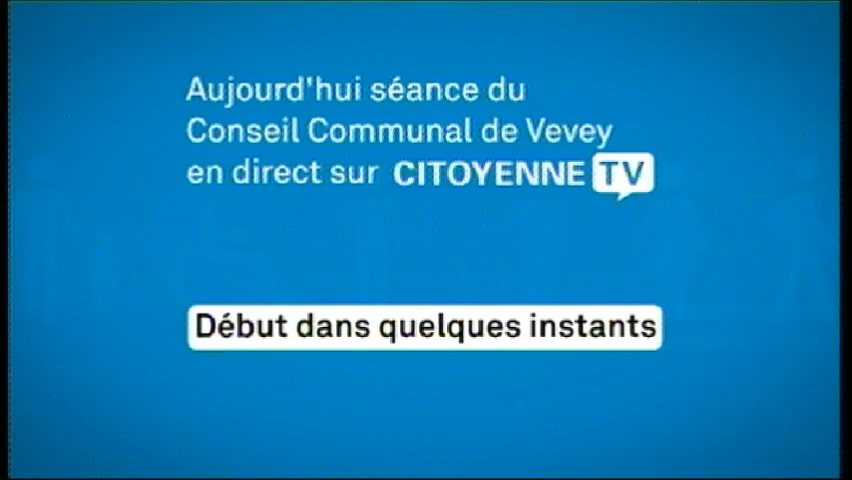 Aujourd'hui séance du
Conseil Communal de Vevey
en direct sur CITOYENNE TV
Début dans quelques instants